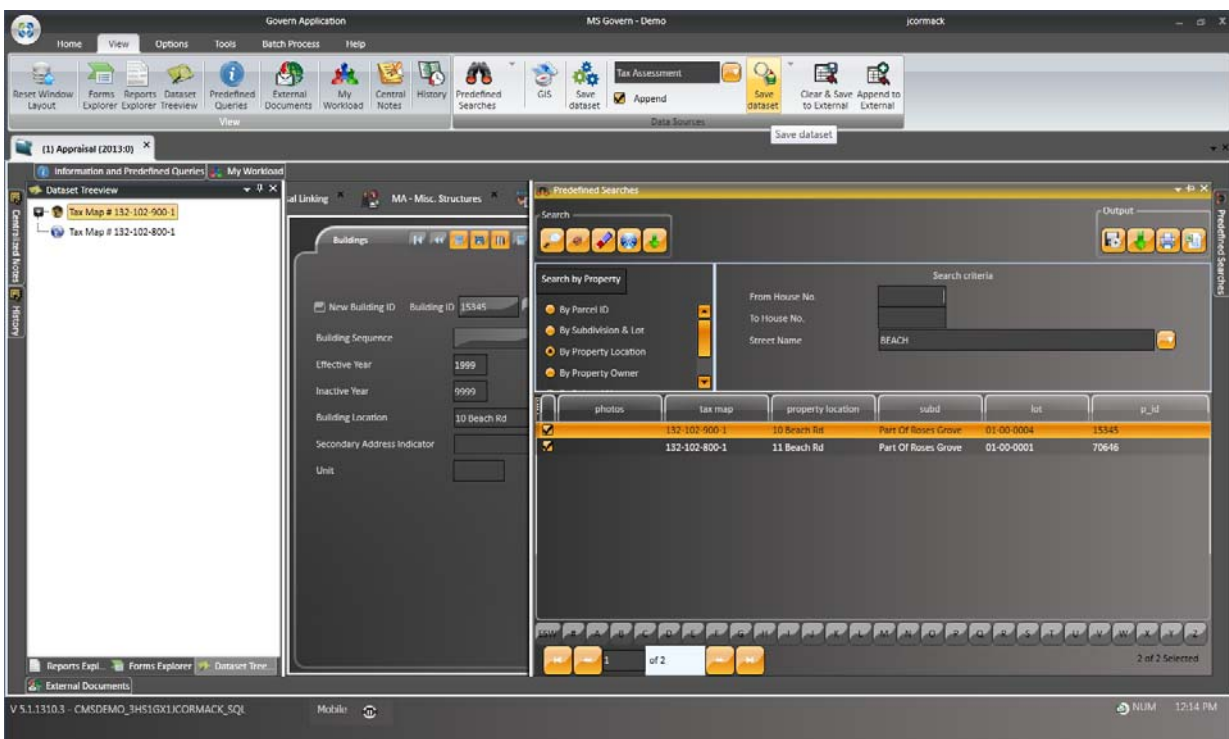 Govern Application
MS Govern - Demo
jcormack
Home View Options Tools Batch Process Help
Reset Window Layout
Forms Explorer
Reports Explorer
Dataset Treeview
Predefined Queries
External Documents
My Workload
Central Notes
History
Predefined Searches
GIS
Save dataset
Tax Assessment
Append
Save dataset
Clear & Save to External
Append to External
View
Data Sources
Save dataset
(1) Appraisal (2013:0)
Information and Predefined Queries
My Workload
Dataset Treeview
al Linking
MA - Misc. Structures
Predefined Searches
Centralized Notes
History
Predefined Searches
Tax Map # 132-102-900-1
Tax Map # 132-102-800-1
Buildings
New Building ID Building ID 15345
Building Sequence
Effective Year 1999
Inactive Year 9999
Building Location 10 Beach Rd
Secondary Address Indicator
Unit
Search
Output
Search by Property
By Parcel ID
By Subdivision & Lot
By Property Location
By Property Owner
Search criteria
From House No.
To House No.
Street Name BEACH
photos tax map property location subd lot p_id
132-102-900-1 10 Beach Rd Part Of Roses Grove 01-00-0004 15345
132-102-800-1 11 Beach Rd Part Of Roses Grove 01-00-0001 70646
# A B C D E F G H I J K L M N O P Q R S T U V W X Y Z
1 of 2
2 of 2 Selected
Reports Expl... Forms Explorer Dataset Tree...
External Documents
V 5.1.1310.3 - CMSDEMO_3HS1GX1JCORMACK_SQL
Mobile
NUM 12:14 PM